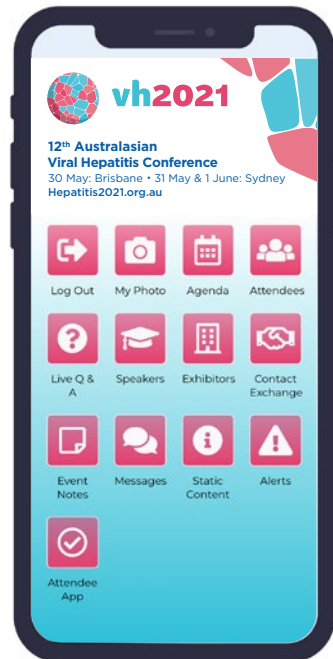 vh2021
12th Australasian
Viral Hepatitis Conference
30 May: Brisbane • 31 May & 1 June: Sydney
Hepatitis2021.org.au
Log Out
My Photo
Agenda
Attendees
Live Q &
A
Speakers
Exhibitors
Contact
Exchange
Event
Notes
Messages
Static
Content
Alerts
Attendee
App